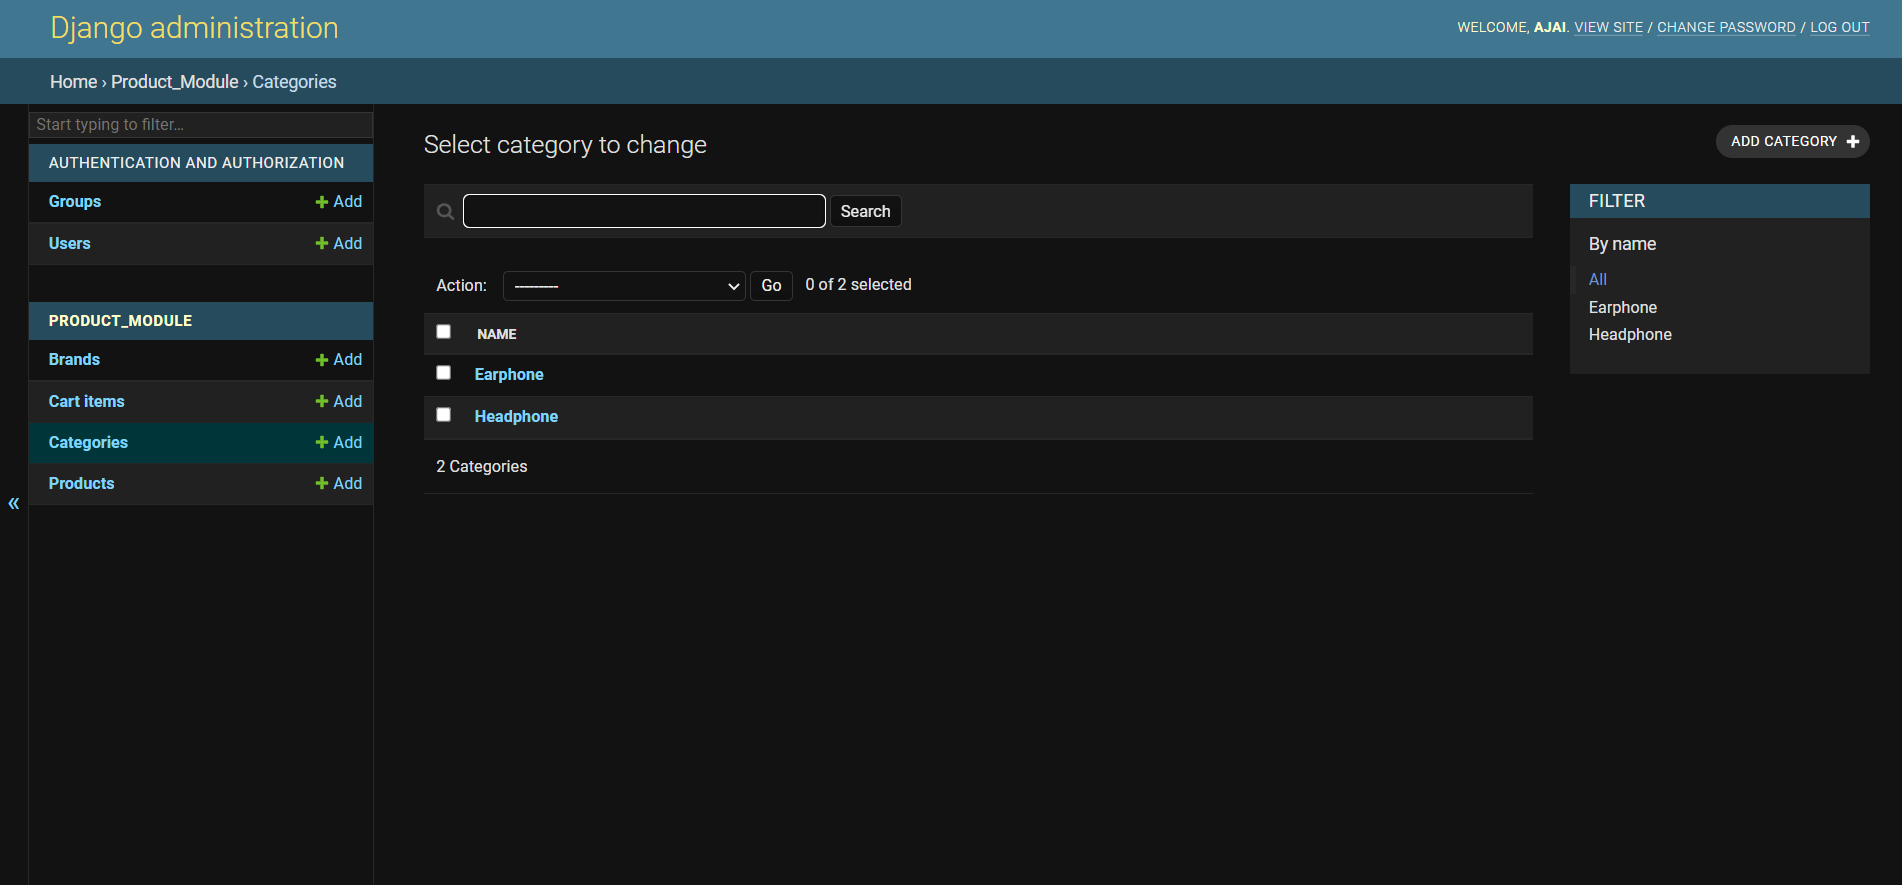 Django administration
WELCOME, AJAI. VIEW SITE / CHANGE PASSWORD / LOG OUT
Home › Product_Module › Categories
Start typing to filter...
AUTHENTICATION AND AUTHORIZATION
Groups + Add
Users + Add
PRODUCT_MODULE
Brands + Add
Cart items + Add
Categories + Add
Products + Add
«
Select category to change
ADD CATEGORY +
Search
Action: --------- Go 0 of 2 selected
NAME
Earphone
Headphone
2 Categories
FILTER
By name
All
Earphone
Headphone